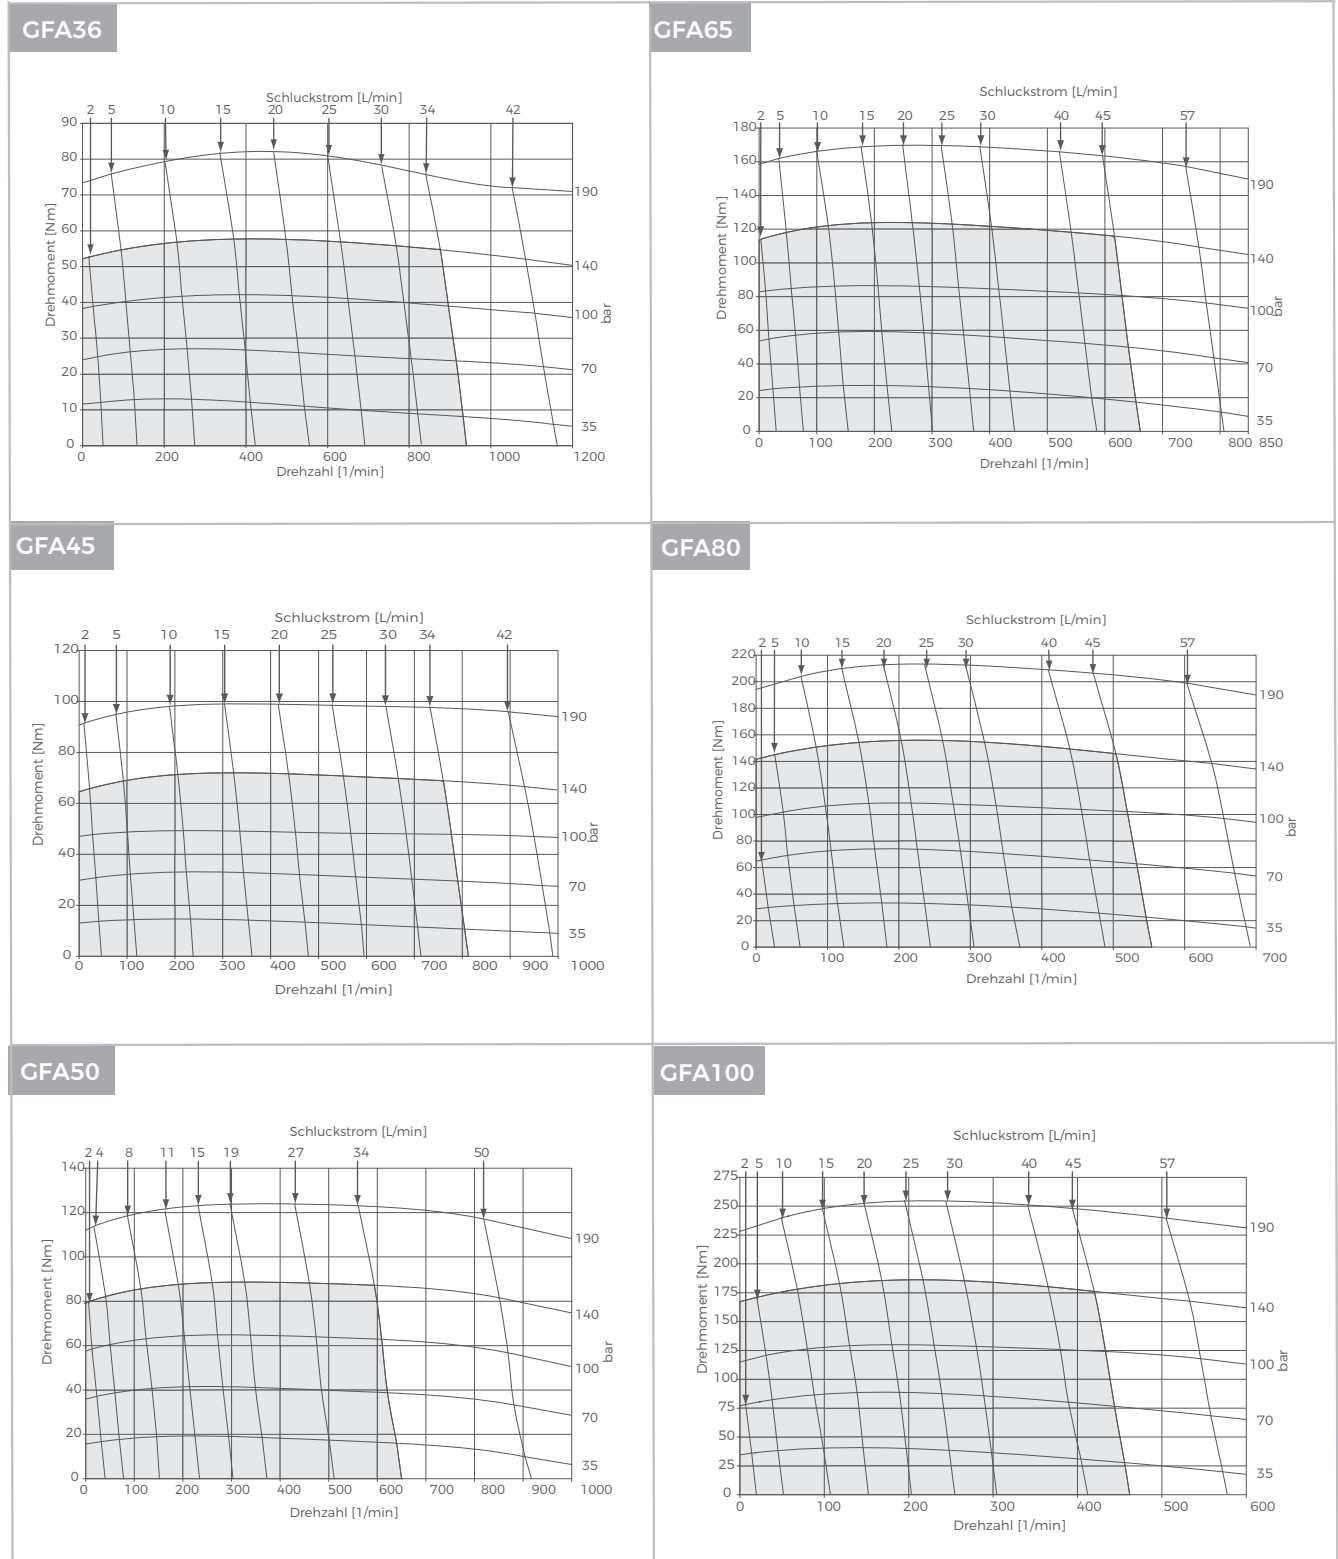 GFA36
Schluckstrom [L/min]
2 5 10 15 20 25 30 34 42
90
80
70
60
50
40
30
20
10
0
Drehmoment [Nm]
190
140
100
70
35
bar
0 200 400 600 800 1000 1200
Drehzahl [1/min]
GFA65
Schluckstrom [L/min]
2 5 10 15 20 25 30 40 45 57
180
160
140
120
100
80
60
40
20
0
Drehmoment [Nm]
190
140
100
70
35
bar
0 100 200 300 400 500 600 700 800 850
Drehzahl [1/min]
GFA45
Schluckstrom [L/min]
2 5 10 15 20 25 30 34 42
120
100
80
60
40
20
0
Drehmoment [Nm]
190
140
100
70
35
bar
0 100 200 300 400 500 600 700 800 900 1000
Drehzahl [1/min]
GFA80
Schluckstrom [L/min]
2 5 10 15 20 25 30 40 45 57
220
200
180
160
140
120
100
80
60
40
20
0
Drehmoment [Nm]
190
140
100
70
35
bar
0 100 200 300 400 500 600 700
Drehzahl [1/min]
GFA50
Schluckstrom [L/min]
2 4 8 11 15 19 27 34 50
140
120
100
80
60
40
20
0
Drehmoment [Nm]
190
140
100
70
35
bar
0 100 200 300 400 500 600 700 800 900 1000
Drehzahl [1/min]
GFA100
Schluckstrom [L/min]
2 5 10 15 20 25 30 40 45 57
275
250
225
200
175
150
125
100
75
50
25
0
Drehmoment [Nm]
190
140
100
70
35
bar
0 100 200 300 400 500 600
Drehzahl [1/min]